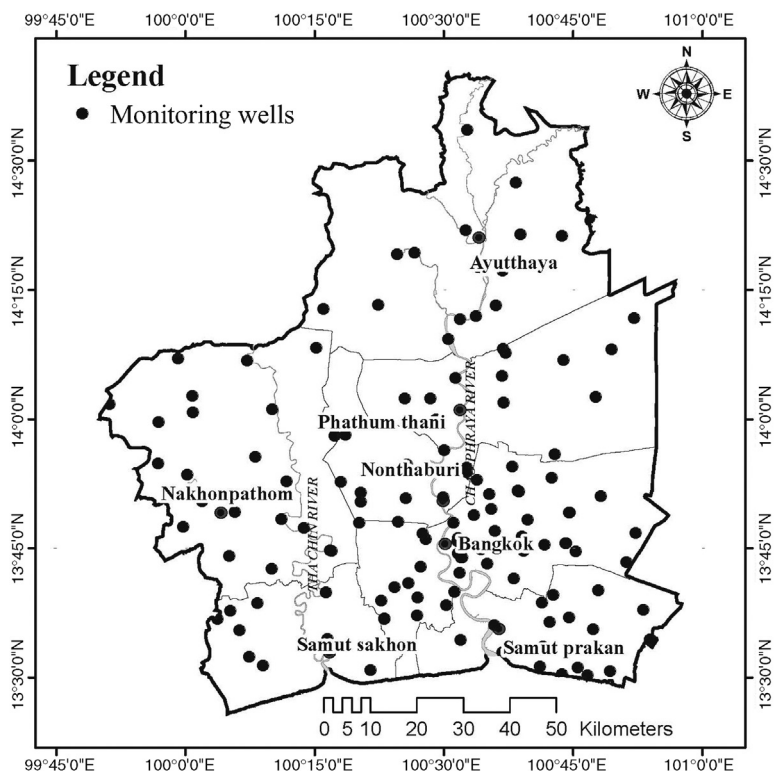 99°45'0"E 100°0'0"E 100°15'0"E 100°30'0"E 100°45'0"E 101°0'0"E
Legend
Monitoring wells
N
W E
S
14°30'0"N 14°30'0"N
Ayutthaya
14°15'0"N 14°15'0"N
CHAO PHRAYA RIVER
14°0'0"N 14°0'0"N
Phathum thani
Nonthaburi
Nakhonpathom
THA CHIN RIVER
13°45'0"N 13°45'0"N
Bangkok
Samut sakhon
Samut prakan
13°30'0"N 13°30'0"N
0 5 10 20 30 40 50 Kilometers
99°45'0"E 100°0'0"E 100°15'0"E 100°30'0"E 100°45'0"E 101°0'0"E